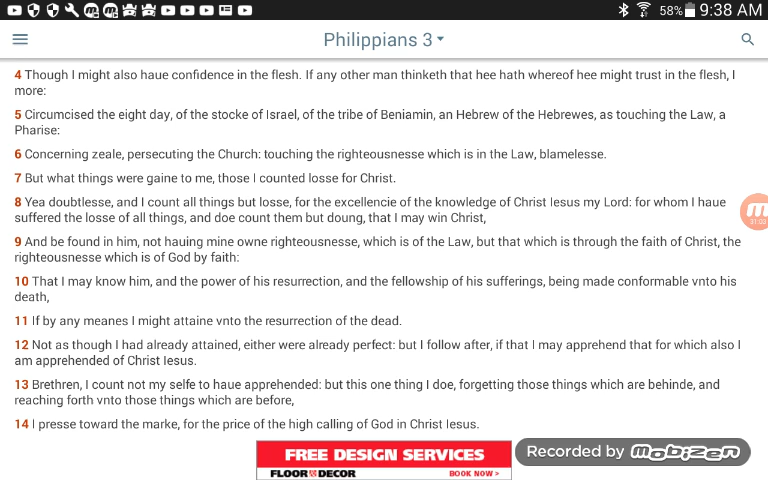 58% 9:38 AM
Philippians 3
4 Though I might also haue confidence in the flesh. If any other man thinketh that hee hath whereof hee might trust in the flesh, I
more:
5 Circumcised the eight day, of the stocke of Israel, of the tribe of Beniamin, an Hebrew of the Hebrewes, as touching the Law, a
Pharise:
6 Concerning zeale, persecuting the Church: touching the righteousnesse which is in the Law, blamelesse.
7 But what things were gaine to me, those I counted losse for Christ.
8 Yea doubtlesse, and I count all things but losse, for the excellencie of the knowledge of Christ Iesus my Lord: for whom I haue
suffered the losse of all things, and doe count them but doung, that I may win Christ,
9 And be found in him, not hauing mine owne righteousnesse, which is of the Law, but that which is through the faith of Christ, the
righteousnesse which is of God by faith:
10 That I may know him, and the power of his resurrection, and the fellowship of his sufferings, being made conformable vnto his
death,
11 If by any meanes I might attaine vnto the resurrection of the dead.
12 Not as though I had already attained, either were already perfect: but I follow after, if that I may apprehend that for which also I
am apprehended of Christ Iesus.
13 Brethren, I count not my selfe to haue apprehended: but this one thing I doe, forgetting those things which are behinde, and
reaching forth vnto those things which are before,
14 I presse toward the marke, for the price of the high calling of God in Christ Iesus.
FREE DESIGN SERVICES
FLOOR & DECOR BOOK NOW >
Recorded by mobizen